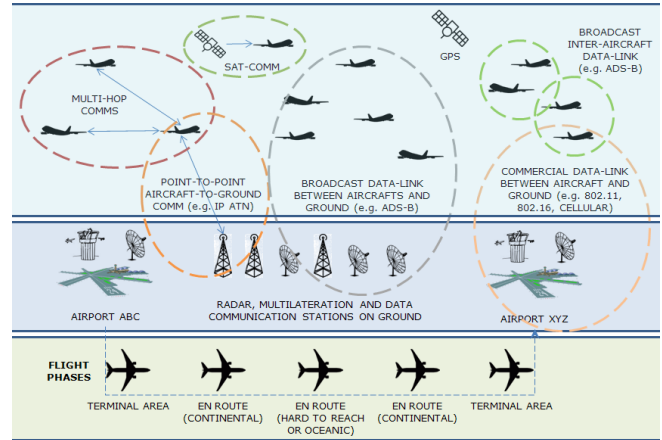 BROADCAST
INTER-AIRCRAFT
DATA-LINK
(e.g. ADS-B)
GPS
SAT-COMM
MULTI-HOP
COMMS
POINT-TO-POINT
AIRCRAFT-TO-GROUND
COMM (e.g. IP ATN)
BROADCAST DATA-LINK
BETWEEN AIRCRAFTS AND
GROUND (e.g. ADS-B)
COMMERCIAL DATA-LINK
BETWEEN AIRCRAFT AND
GROUND (e.g. 802.11,
802.16, CELLULAR)
AIRPORT ABC
RADAR, MULTILATERATION AND DATA
COMMUNICATION STATIONS ON GROUND
AIRPORT XYZ
FLIGHT
PHASES
TERMINAL AREA
EN ROUTE
(CONTINENTAL)
EN ROUTE
(HARD TO REACH
OR OCEANIC)
EN ROUTE
(CONTINENTAL)
TERMINAL AREA